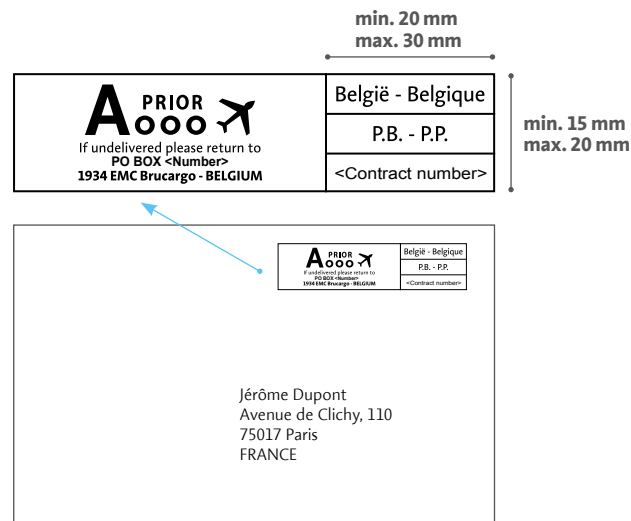 min. 20 mm
max. 30 mm
A PRIOR
België - Belgique
min. 15 mm
max. 20 mm
P.B. - P.P.
If undelivered please return to
PO BOX <Number>
1934 EMC Brucargo - BELGIUM
<Contract number>
A PRIOR
If undelivered please return to
PO BOX <Number>
1934 EMC Brucargo - BELGIUM
België - Belgique
P.B. - P.P.
<Contract number>
Jérôme Dupont
Avenue de Clichy, 110
75017 Paris
FRANCE